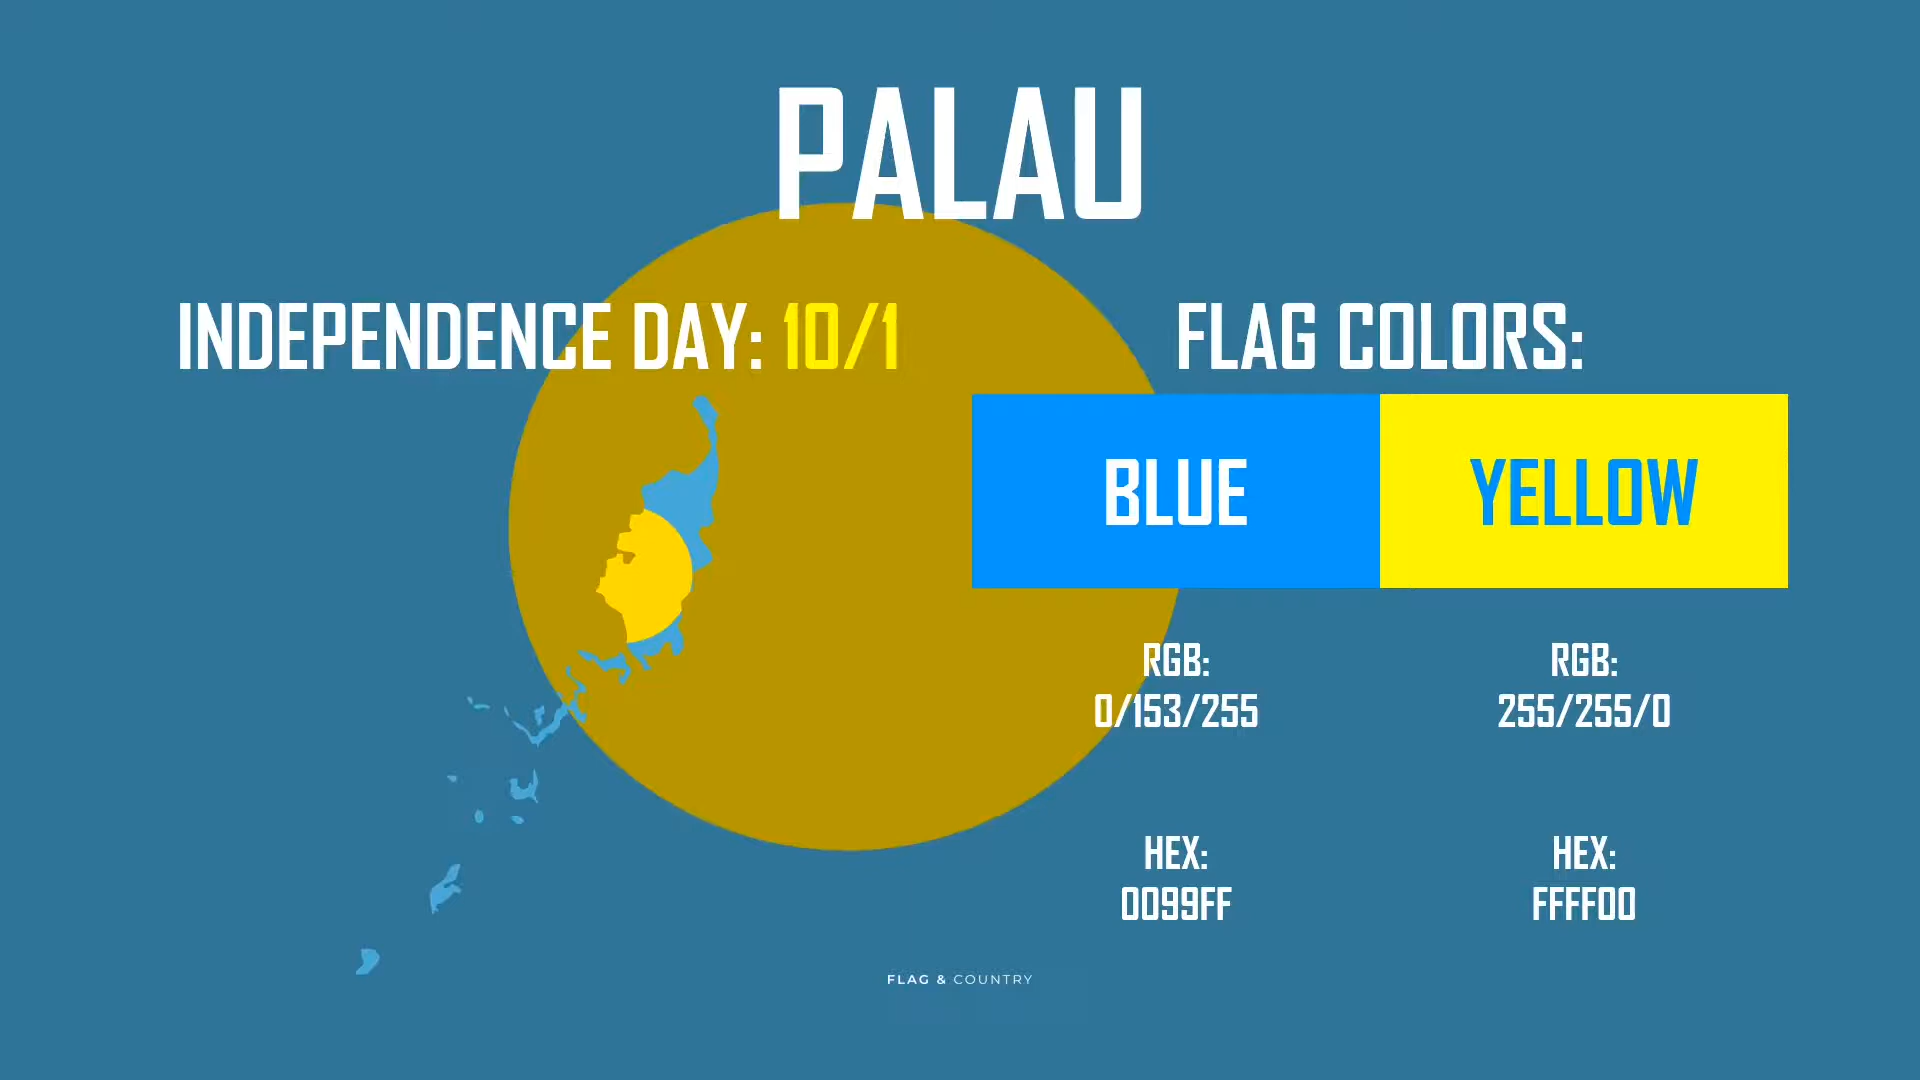 PALAU
INDEPENDENCE DAY: 10/1
FLAG COLORS:
BLUE
YELLOW
RGB:
0/153/255
RGB:
255/255/0
HEX:
0099FF
HEX:
FFFF00
FLAG & COUNTRY